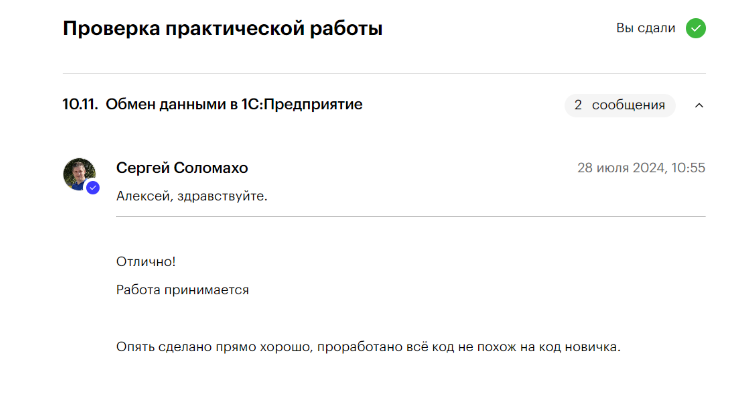 Проверка практической работы
Вы сдали
10.11. Обмен данными в 1С:Предприятие
2 сообщения
Сергей Соломахо
28 июля 2024, 10:55
Алексей, здравствуйте.
Отлично!
Работа принимается
Опять сделано прямо хорошо, проработано всё код не похож на код новичка.